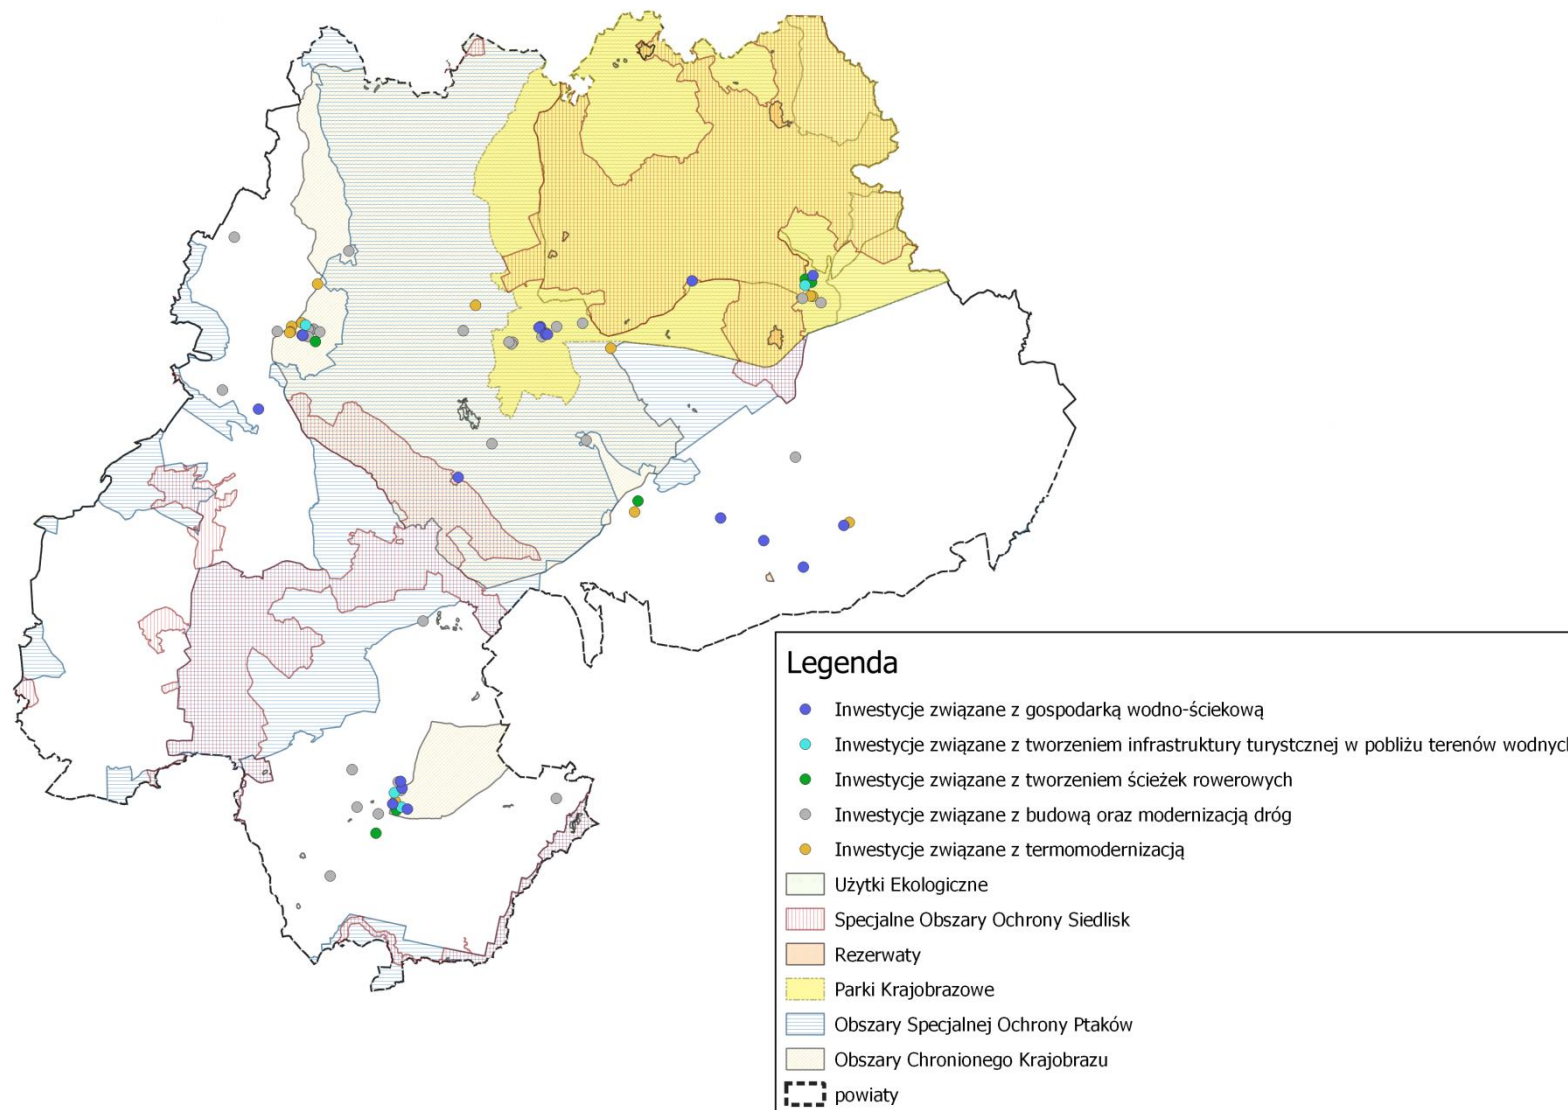 Legenda
Inwestycje związane z gospodarką wodno-ściekową
Inwestycje związane z tworzeniem infrastruktury turystcznej w pobliżu terenów wodnych
Inwestycje związane z tworzeniem ścieżek rowerowych
Inwestycje związane z budową oraz modernizacją dróg
Inwestycje związane z termomodernizacją
Użytki Ekologiczne
Specjalne Obszary Ochrony Siedlisk
Rezerwaty
Parki Krajobrazowe
Obszary Specjalnej Ochrony Ptaków
Obszary Chronionego Krajobrazu
powiaty